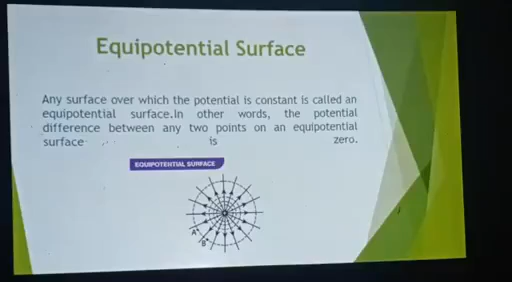 Equipotential Surface
Any surface over which the potential is constant is called an
equipotential surface.In other words, the potential
difference between any two points on an equipotential
surface is zero.
EQUIPOTENTIAL SURFACE
A
B